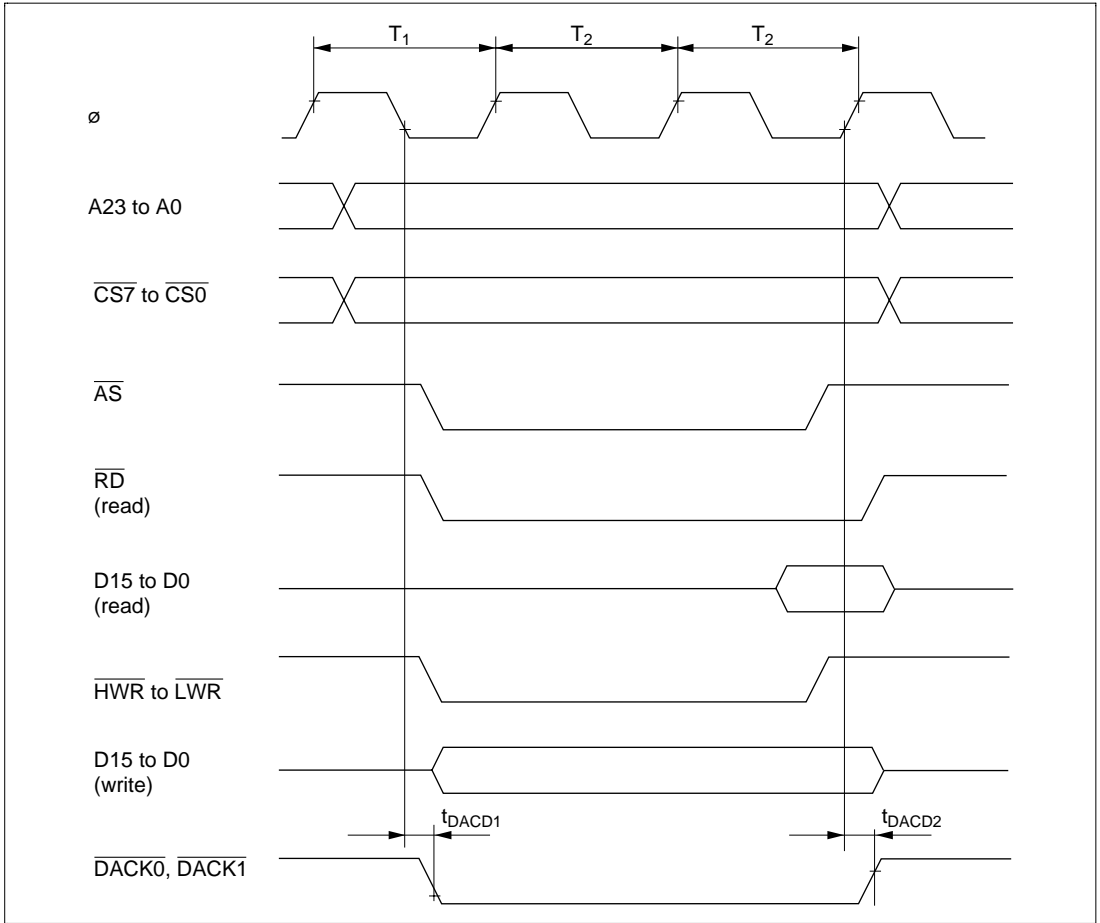 T1 T2 T2
ø
A23 to A0
CS7 to CS0
AS
RD
(read)
D15 to D0
(read)
HWR to LWR
D15 to D0
(write)
tDACD1 tDACD2
DACK0, DACK1